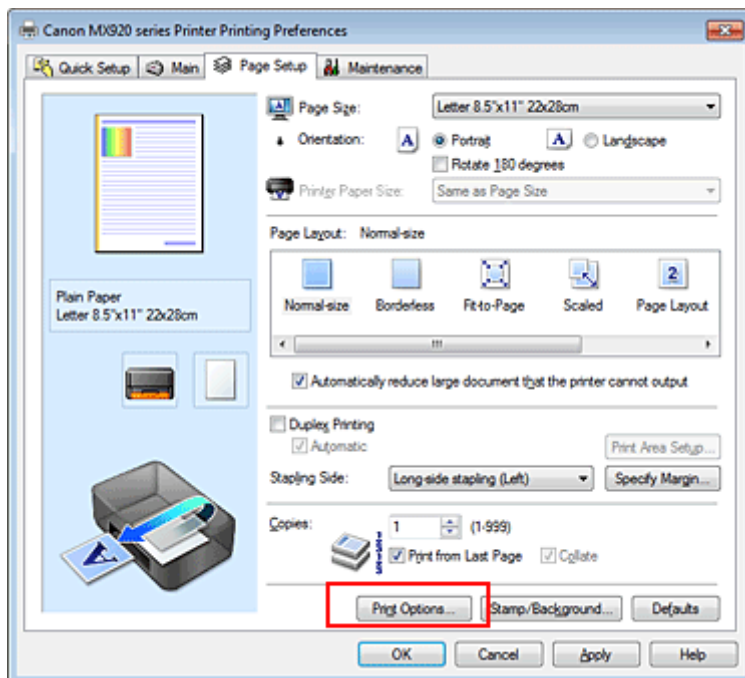 Canon MX920 series Printer Printing Preferences
Quick Setup Main Page Setup Maintenance
Page Size: Letter 8.5"x11" 22x28cm
Orientation: A Portrait A Landscape
Rotate 180 degrees
Printer Paper Size: Same as Page Size
Page Layout: Normal-size
2
Normal-size Borderless Fit-to-Page Scaled Page Layout
Plain Paper
Letter 8.5"x11" 22x28cm
Automatically reduce large document that the printer cannot output
Duplex Printing
Automatic Print Area Setup...
Stapling Side: Long-side stapling (Left) Specify Margin...
Copies: 1 (1-999)
Print from Last Page Collate
Print Options... Stamp/Background... Defaults
OK Cancel Apply Help